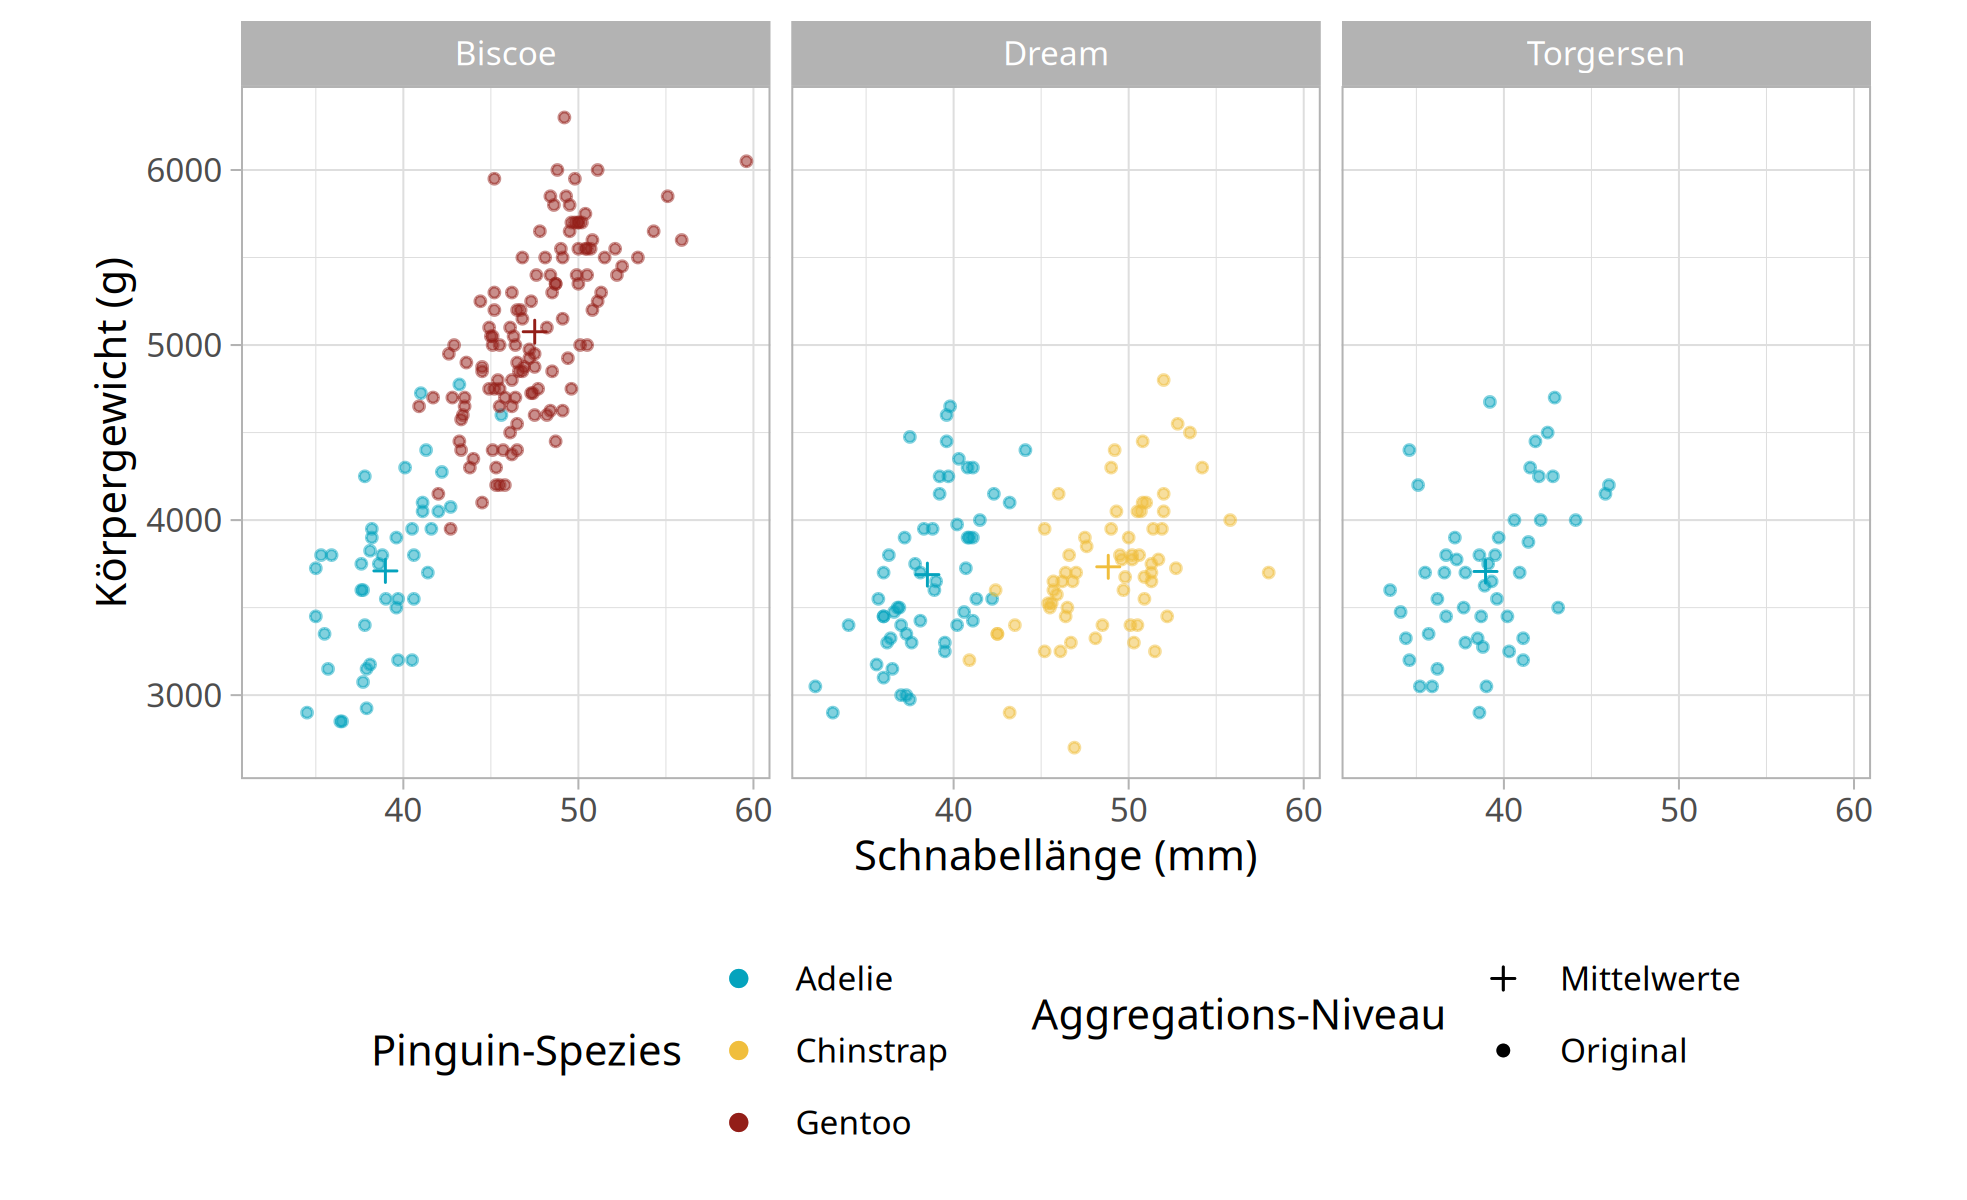 Biscoe Dream Torgersen
Körpergewicht (g)
6000
5000
4000
3000
40 50 60 40 50 60 40 50 60
Schnabellänge (mm)
Pinguin-Spezies
Adelie
Chinstrap
Gentoo
Aggregations-Niveau
Mittelwerte
Original